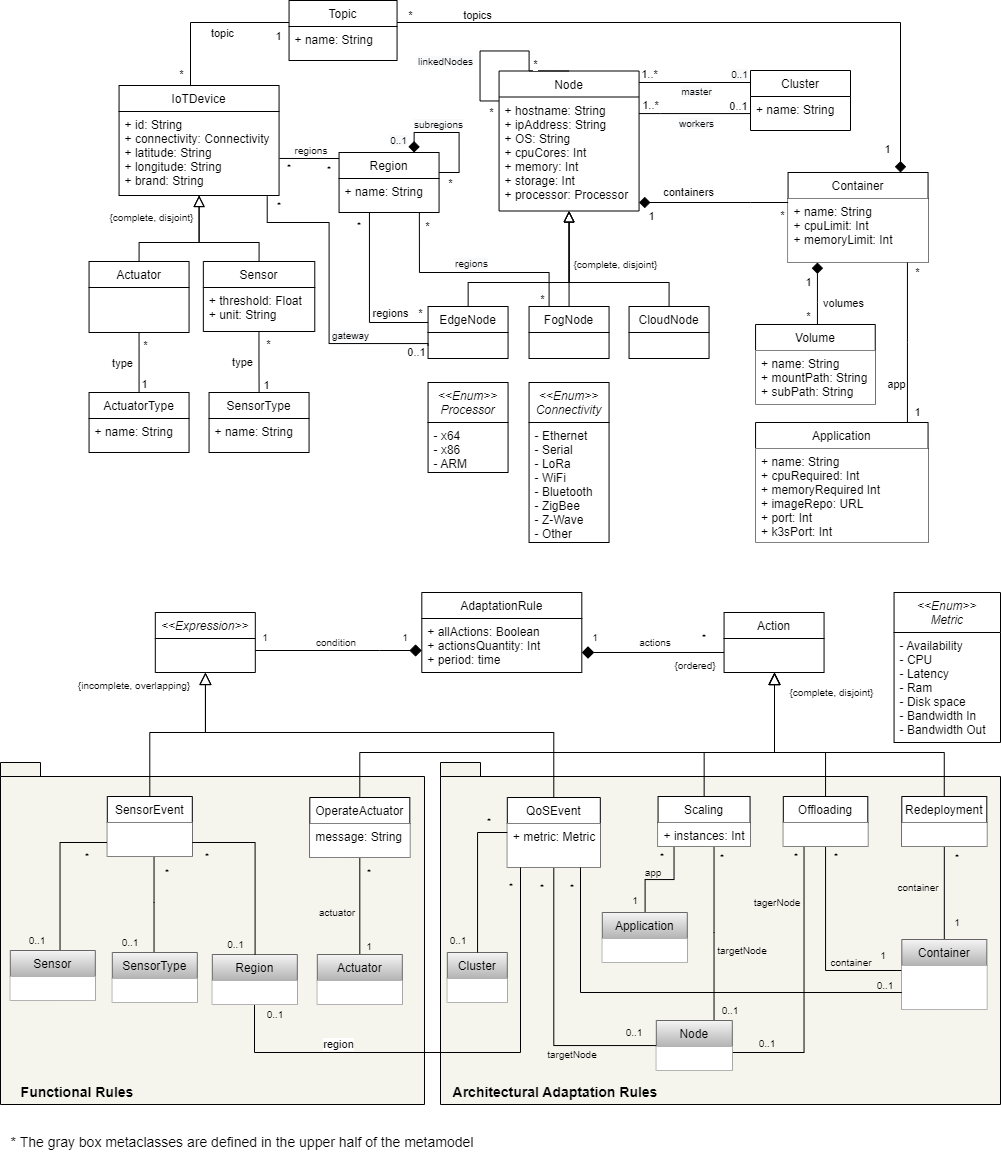 Topic
+ name: String
topic
1
*
*
topics
1
IoTDevice
+ id: String
+ connectivity: Connectivity
+ latitude: String
+ longitude: String
+ brand: String
regions
*
*
*
subregions
0..1
*
Region
+ name: String
*
*
linkedNodes
*
*
Node
+ hostname: String
+ ipAddress: String
+ OS: String
+ cpuCores: Int
+ memory: Int
+ storage: Int
+ processor: Processor
1..*
0..1
master
1..*
0..1
workers
Cluster
+ name: String
containers
1
*
Container
+ name: String
+ cpuLimit: Int
+ memoryLimit: Int
{complete, disjoint}
Actuator
Sensor
+ threshold: Float
+ unit: String
*
type
1
*
type
1
ActuatorType
+ name: String
SensorType
+ name: String
regions
*
regions
*
gateway
0..1
{complete, disjoint}
EdgeNode
FogNode
CloudNode
1
volumes
*
Volume
+ name: String
+ mountPath: String
+ subPath: String
*
app
1
Application
+ name: String
+ cpuRequired: Int
+ memoryRequired Int
+ imageRepo: URL
+ port: Int
+ k3sPort: Int
<<Enum>>
Processor
- x64
- x86
- ARM
<<Enum>>
Connectivity
- Ethernet
- Serial
- LoRa
- WiFi
- Bluetooth
- ZigBee
- Z-Wave
- Other
<<Expression>>
1
condition
1
AdaptationRule
+ allActions: Boolean
+ actionsQuantity: Int
+ period: time
1
actions
*
{ordered}
Action
<<Enum>>
Metric
- Availability
- CPU
- Latency
- Ram
- Disk space
- Bandwidth In
- Bandwidth Out
{incomplete, overlapping}
{complete, disjoint}
SensorEvent
OperateActuator
message: String
QoSEvent
+ metric: Metric
Scaling
+ instances: Int
Offloading
Redeployment
*
*
*
*
actuator
1
0..1
0..1
0..1
Sensor
SensorType
Region
Actuator
0..1
region
*
*
*
*
0..1
Cluster
*
app
1
Application
*
targetNode
0..1
*
tagerNode
0..1
*
container
1
*
container
1
Container
0..1
0..1
targetNode
Node
Functional Rules
Architectural Adaptation Rules
* The gray box metaclasses are defined in the upper half of the metamodel